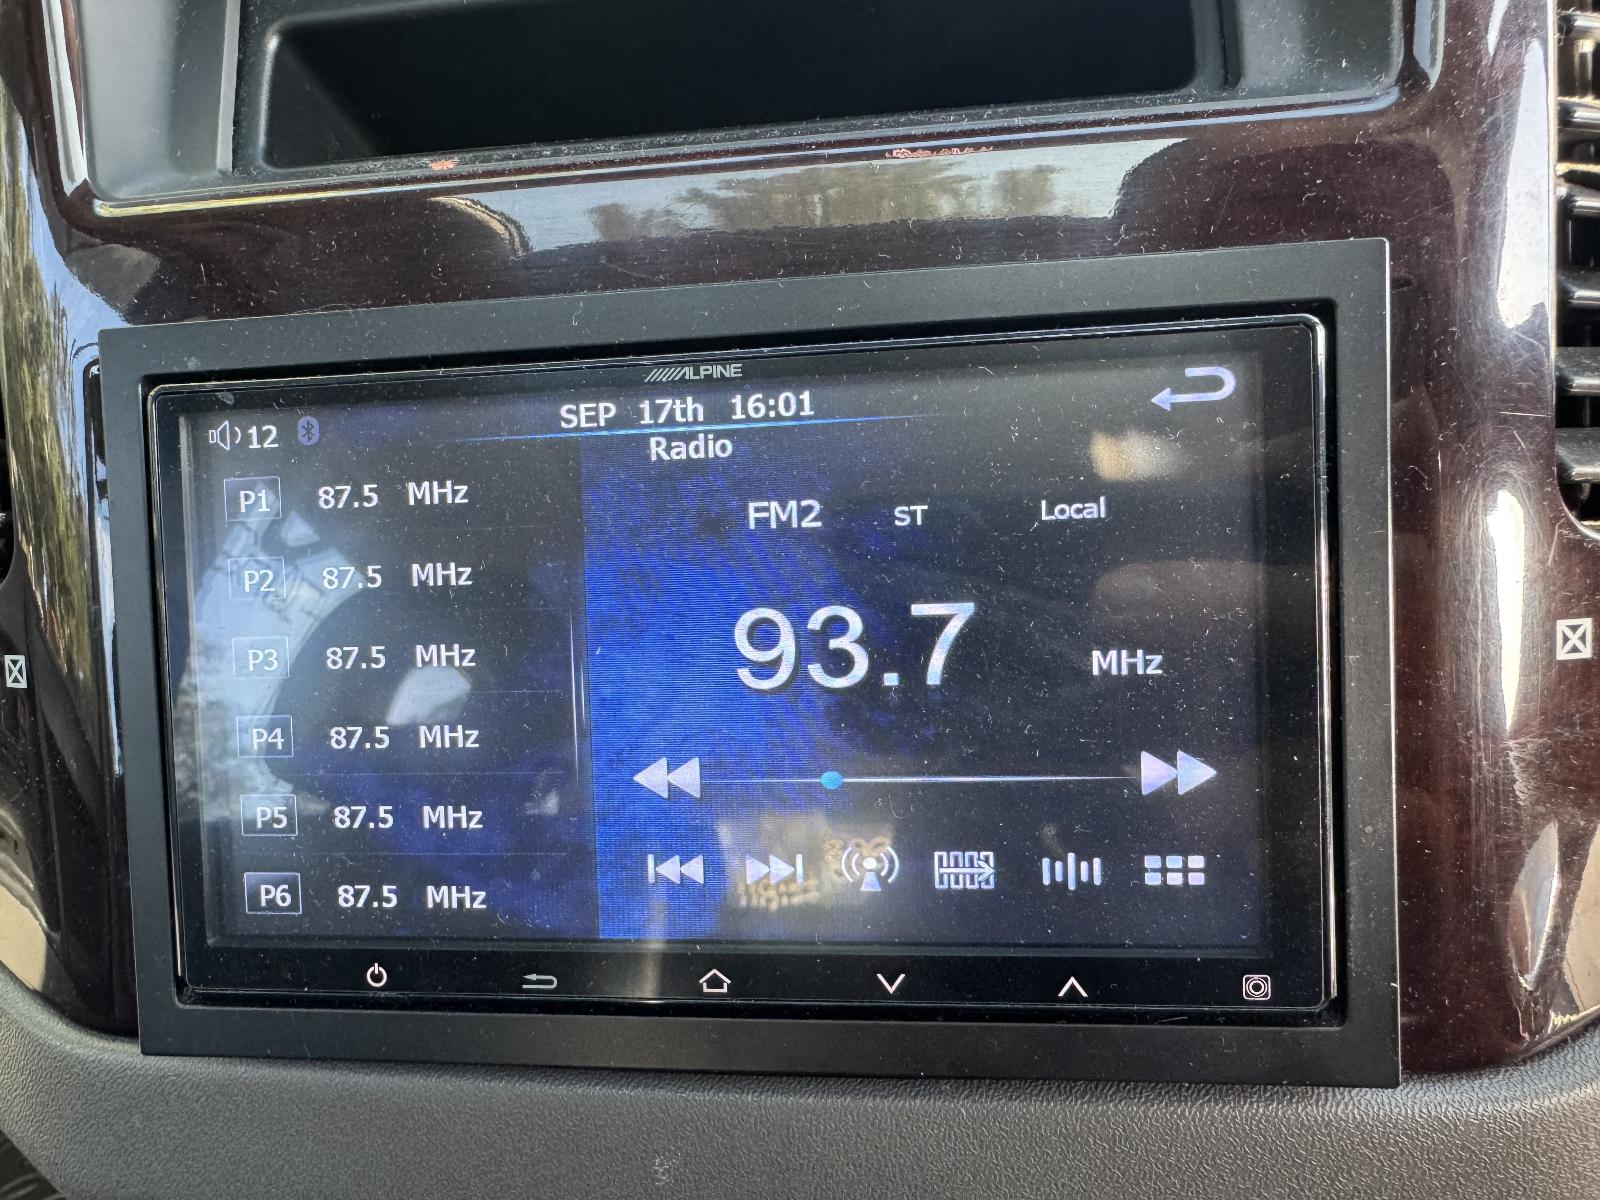 ALPINE
12 SEP 17th 16:01
Radio
P1 87.5 MHz
P2 87.5 MHz
P3 87.5 MHz
P4 87.5 MHz
P5 87.5 MHz
P6 87.5 MHz
FM2 ST Local
93.7 MHz